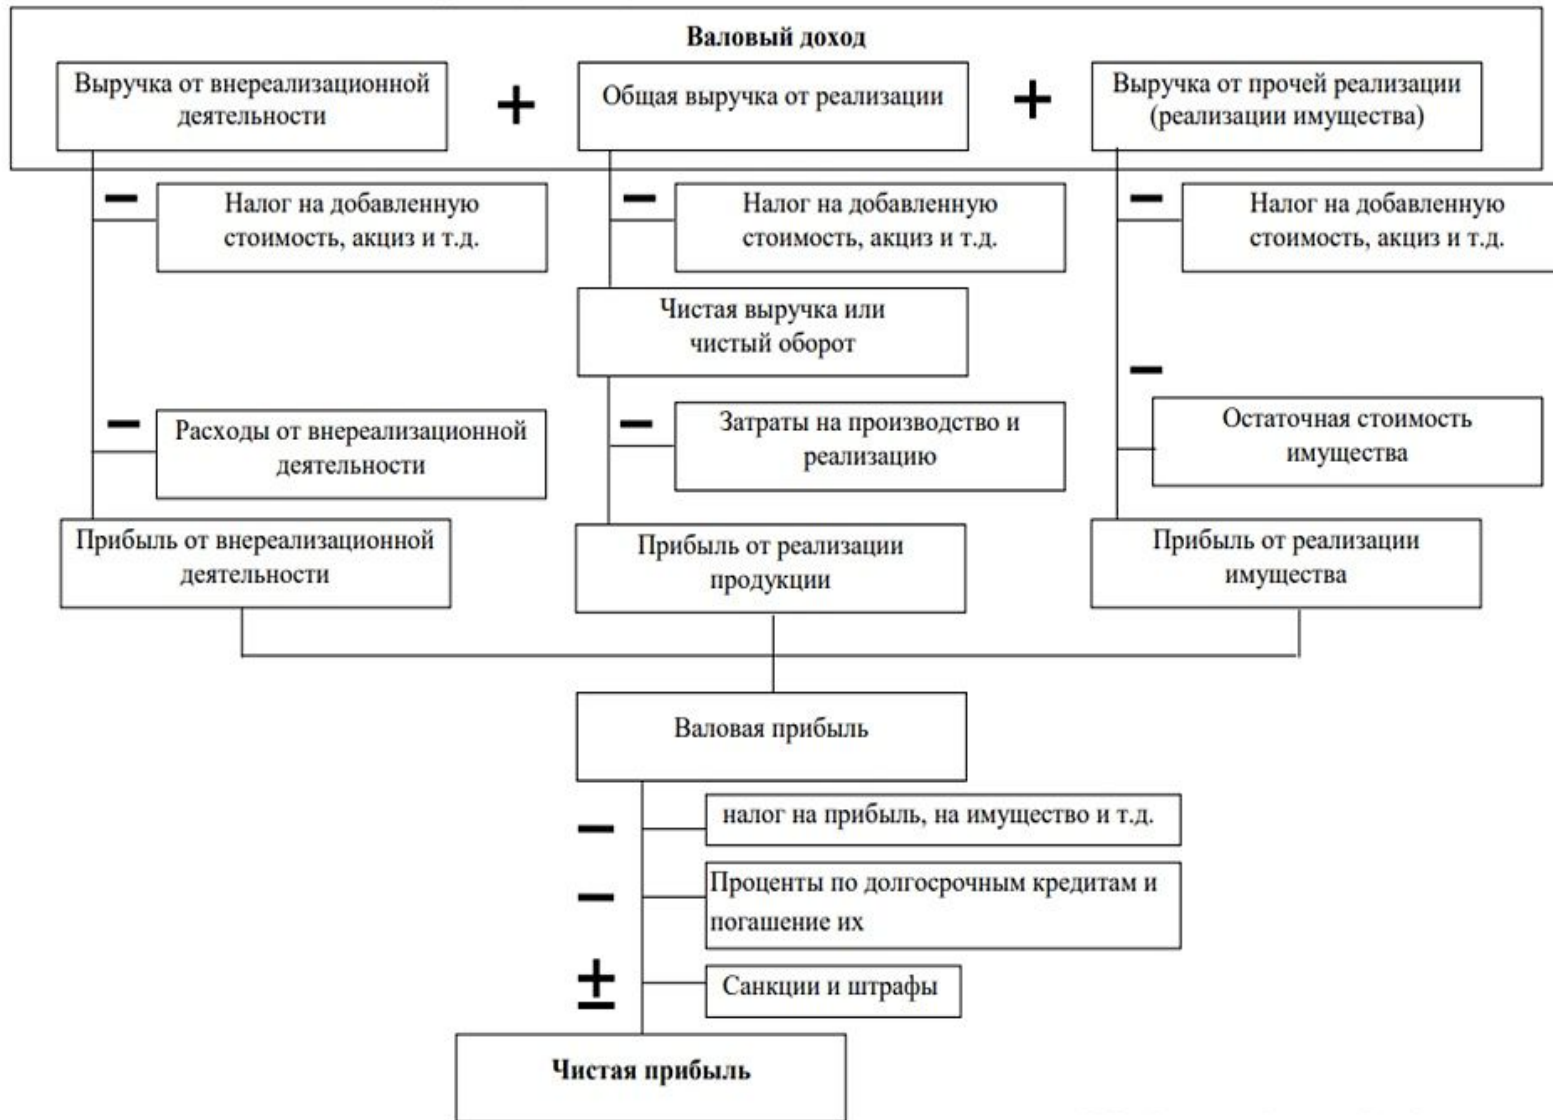 Валовый доход
Выручка от внереализационной
деятельности
+
Общая выручка от реализации
+
Выручка от прочей реализации
(реализации имущества)
−
Налог на добавленную
стоимость, акциз и т.д.
−
Налог на добавленную
стоимость, акциз и т.д.
−
Налог на добавленную
стоимость, акциз и т.д.
Чистая выручка или
чистый оборот
−
Расходы от внереализационной
деятельности
−
Затраты на производство и
реализацию
−
Остаточная стоимость
имущества
Прибыль от внереализационной
деятельности
Прибыль от реализации
продукции
Прибыль от реализации
имущества
Валовая прибыль
−
налог на прибыль, на имущество и т.д.
−
Проценты по долгосрочным кредитам и
погашение их
±
Санкции и штрафы
Чистая прибыль